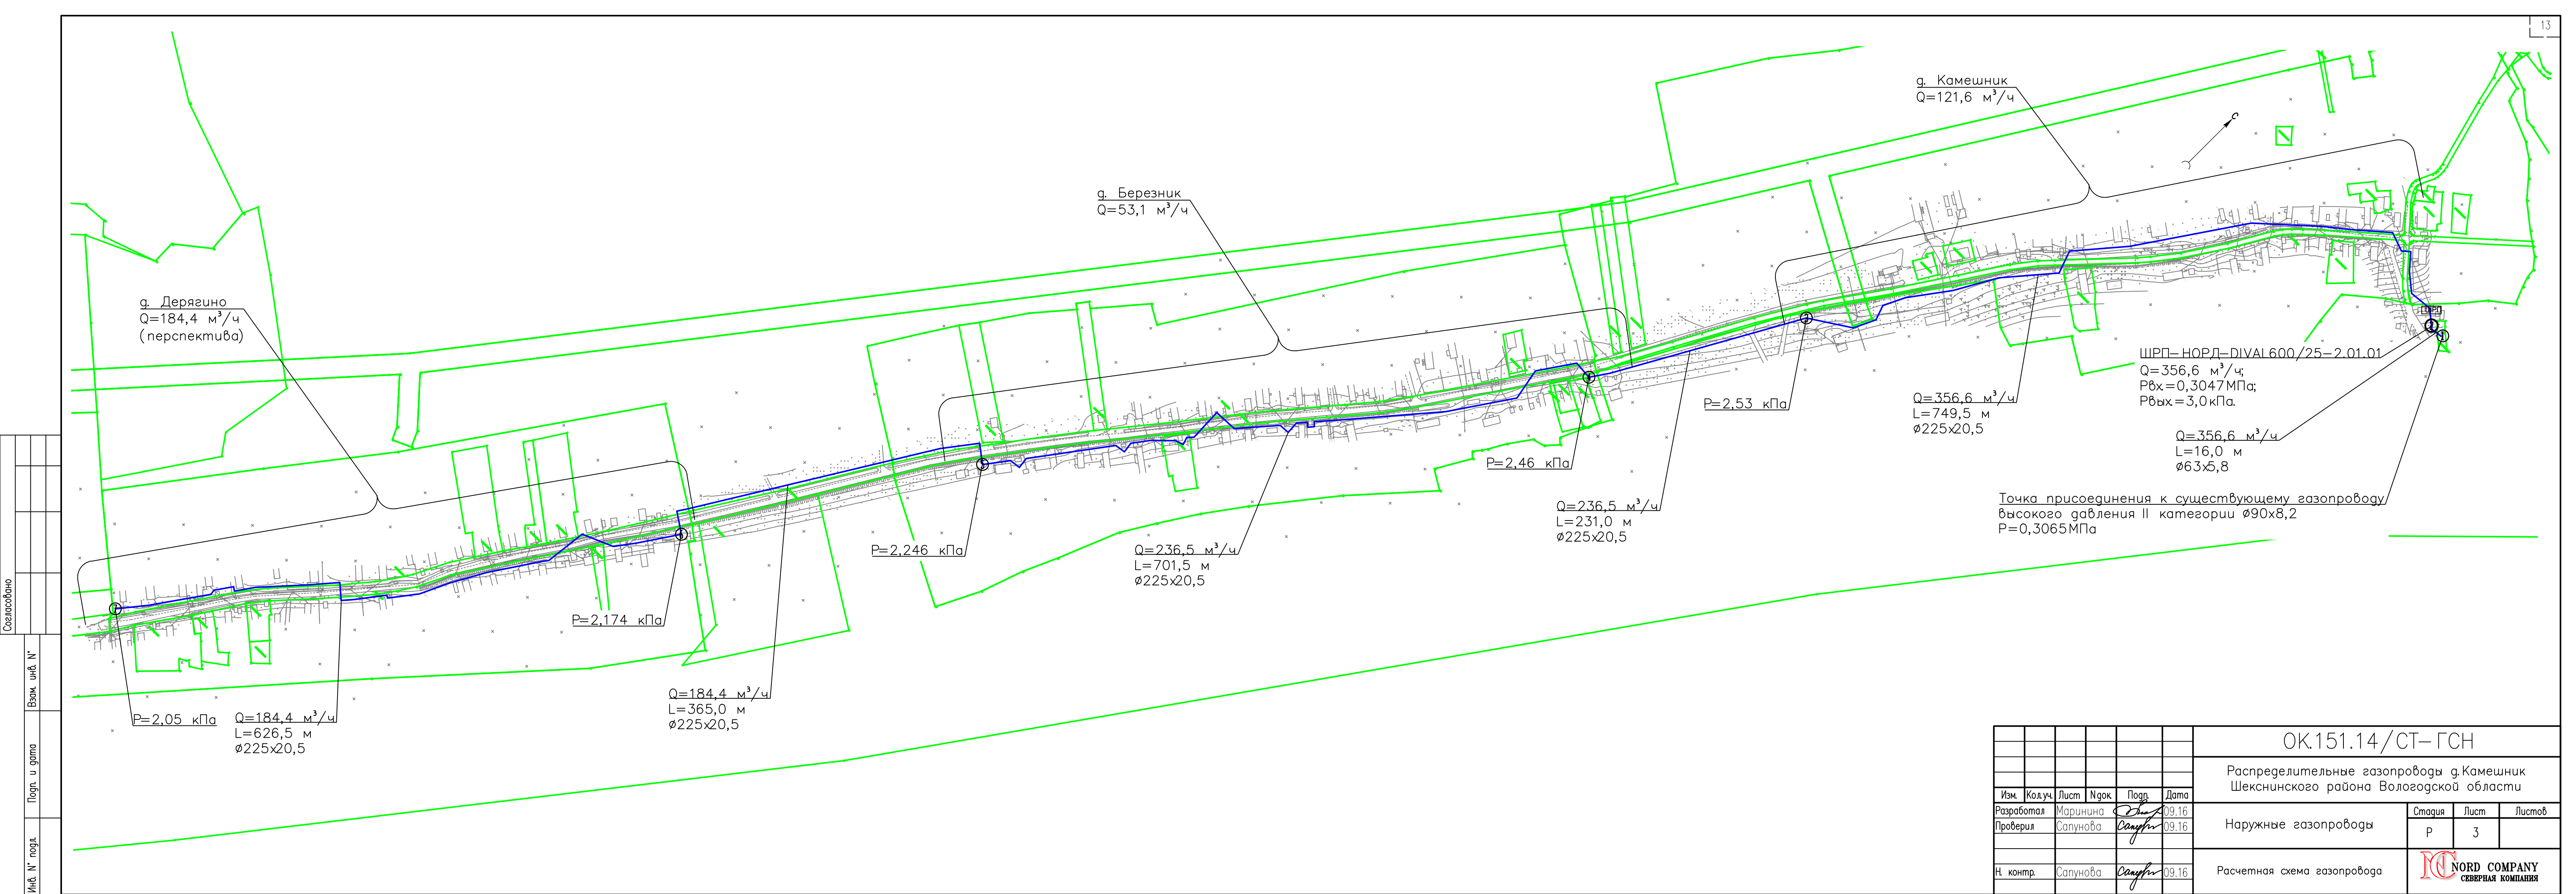 13
д. Камешник
Q=121,6 м³/ч
С
д. Березник
Q=53,1 м³/ч
д. Дерягино
Q=184,4 м³/ч
(перспектива)
ШРП-НОРД-DIVAL600/25-2.01.01
Q=356,6 м³/ч;
Рвх.=0,3047МПа;
Рвых.=3,0кПа.
Q=356,6 м³/ч
L=16,0 м
Ø63х5,8
Точка присоединения к существующему газопроводу
высокого давления II категории Ø90х8,2
Р=0,3065МПа
Q=356,6 м³/ч
L=749,5 м
Ø225х20,5
Р=2,53 кПа
Р=2,46 кПа
Q=236,5 м³/ч
L=231,0 м
Ø225х20,5
Р=2,246 кПа
Q=236,5 м³/ч
L=701,5 м
Ø225х20,5
Р=2,174 кПа
Q=184,4 м³/ч
L=365,0 м
Ø225х20,5
Р=2,05 кПа
Q=184,4 м³/ч
L=626,5 м
Ø225х20,5
Согласовано
Взам. инв. N°
Подп. и дата
Инв. N° подл.
ОК.151.14/СТ-ГСН
Распределительные газопроводы д.Камешник
Шекснинского района Вологодской области
Изм. Кол.уч. Лист Nдок. Подп. Дата
Разработал Маринина 09.16
Проверил Сапунова 09.16
Н. контр. Сапунова 09.16
Наружные газопроводы
Стадия Лист Листов
Р 3
Расчетная схема газопровода
NORD COMPANY
СЕВЕРНАЯ КОМПАНИЯ